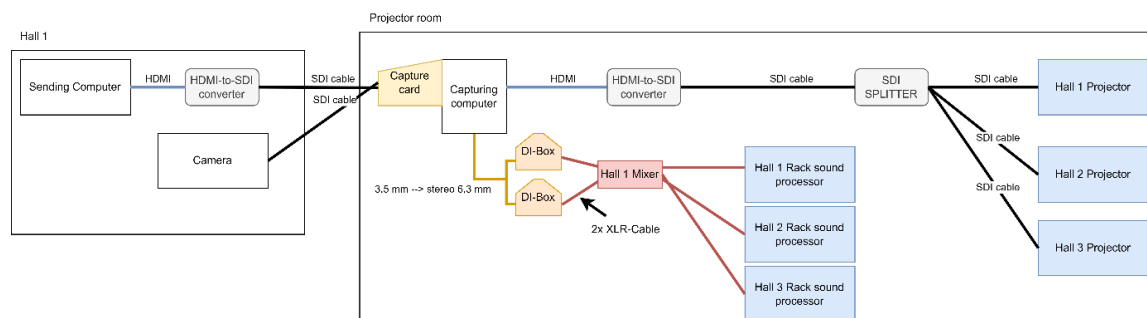 Projector room
Hall 1
Sending Computer
HDMI
HDMI-to-SDI
converter
SDI cable
SDI cable
Camera
Capture
card
Capturing
computer
HDMI
HDMI-to-SDI
converter
SDI cable
SDI
SPLITTER
SDI cable
SDI cable
SDI cable
Hall 1 Projector
Hall 2 Projector
Hall 3 Projector
3.5 mm --> stereo 6,3 mm
DI-Box
DI-Box
2x XLR-Cable
Hall 1 Mixer
Hall 1 Rack sound
processor
Hall 2 Rack sound
processor
Hall 3 Rack sound
processor